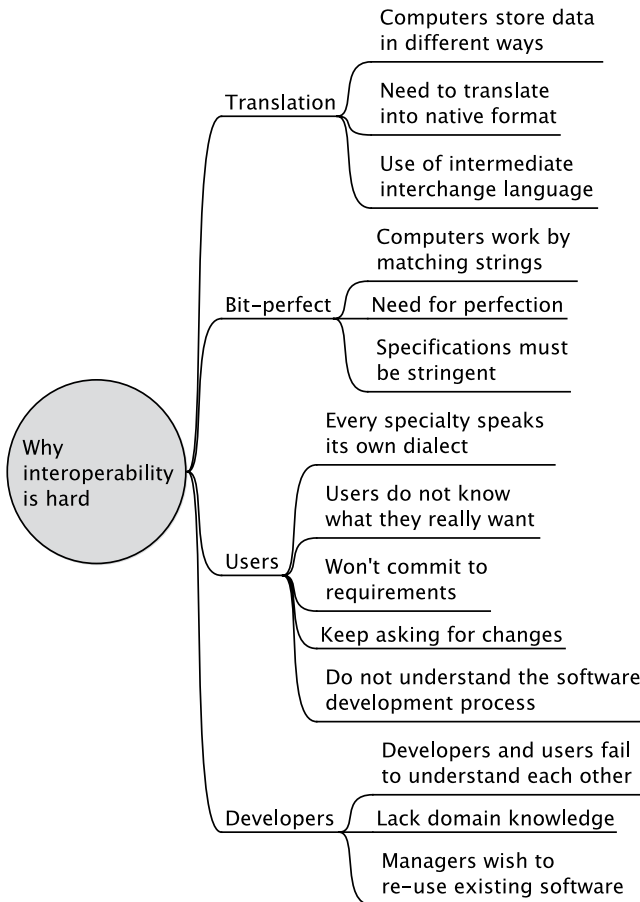 Why
interoperability
is hard
Translation
Computers store data
in different ways
Need to translate
into native format
Use of intermediate
interchange language
Bit-perfect
Computers work by
matching strings
Need for perfection
Specifications must
be stringent
Users
Every specialty speaks
its own dialect
Users do not know
what they really want
Won't commit to
requirements
Keep asking for changes
Do not understand the software
development process
Developers
Developers and users fail
to understand each other
Lack domain knowledge
Managers wish to
re-use existing software